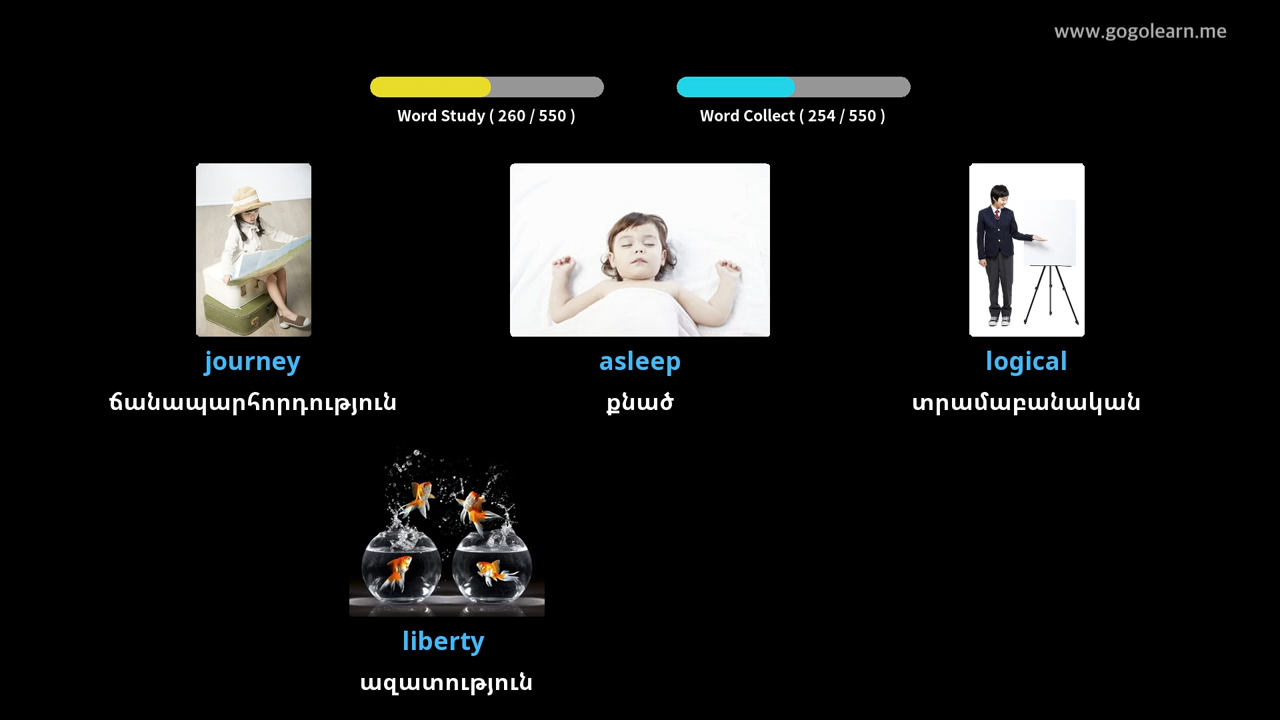 www.gogolearn.me
Word Study ( 260 / 550 )
Word Collect ( 254 / 550 )
journey
ճանապարհորդություն
asleep
քնած
logical
տրամաբանական
liberty
ազատություն